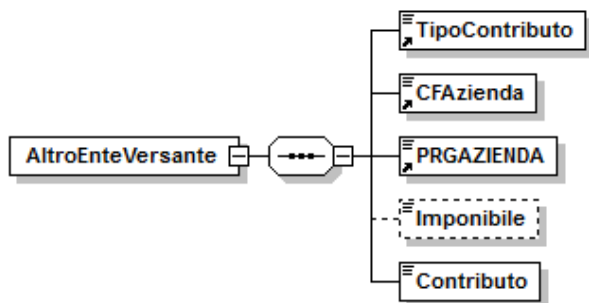 TipoContributo
CFAzienda
AltroEnteVersante
PRGAZIENDA
Imponibile
Contributo